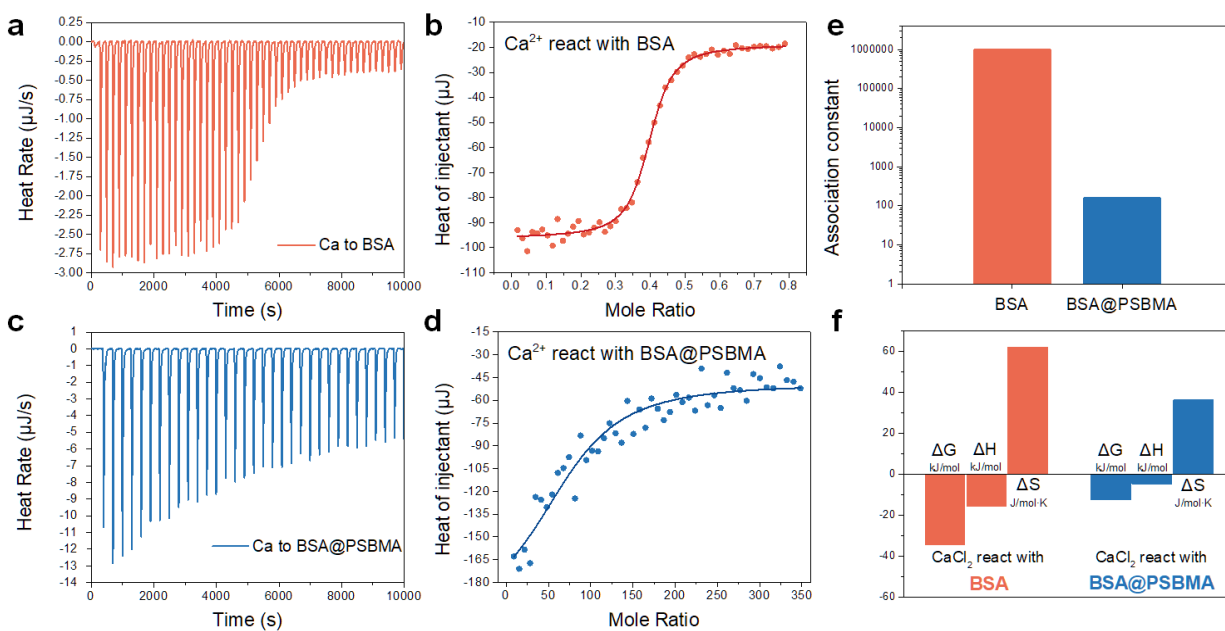 a
0.25
0.00
-0.25
-0.50
-0.75
-1.00
-1.25
-1.50
-1.75
-2.00
-2.25
-2.50
-2.75
-3.00
Heat Rate (μJ/s)
Ca to BSA
0 2000 4000 6000 8000 10000
Time (s)
b
Ca²⁺ react with BSA
-10
-20
-30
-40
-50
-60
-70
-80
-90
-100
-110
Heat of injectant (μJ)
0.0 0.1 0.2 0.3 0.4 0.5 0.6 0.7 0.8
Mole Ratio
e
1000000
100000
10000
1000
100
10
1
Association constant
BSA BSA@PSBMA
c
1
0
-1
-2
-3
-4
-5
-6
-7
-8
-9
-10
-11
-12
-13
-14
Heat Rate (μJ/s)
Ca to BSA@PSBMA
0 2000 4000 6000 8000 10000
Time (s)
d
Ca²⁺ react with BSA@PSBMA
-15
-30
-45
-60
-75
-90
-105
-120
-135
-150
-165
-180
Heat of injectant (μJ)
0 50 100 150 200 250 300 350
Mole Ratio
f
60
40
20
0
-20
-40
-60
ΔG
kJ/mol
ΔH
kJ/mol
ΔS
J/mol·K
ΔG
kJ/mol
ΔH
kJ/mol
ΔS
J/mol·K
CaCl₂ react with
BSA
CaCl₂ react with
BSA@PSBMA